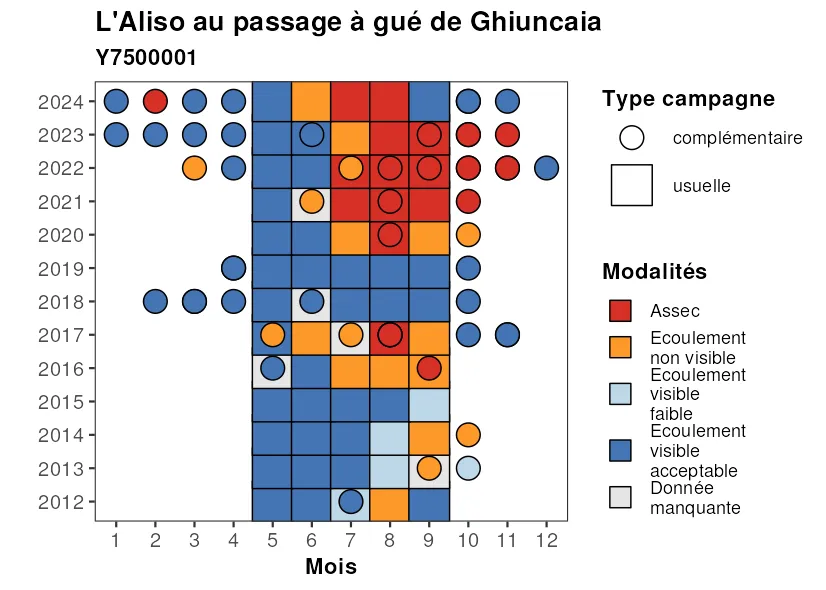 L'Aliso au passage à gué de Ghiuncaia
Y7500001
2024
2023
2022
2021
2020
2019
2018
2017
2016
2015
2014
2013
2012
1 2 3 4 5 6 7 8 9 10 11 12
Mois
Type campagne
complémentaire
usuelle
Modalités
Assec
Ecoulement
non visible
Ecoulement
visible
faible
Ecoulement
visible
acceptable
Donnée
manquante